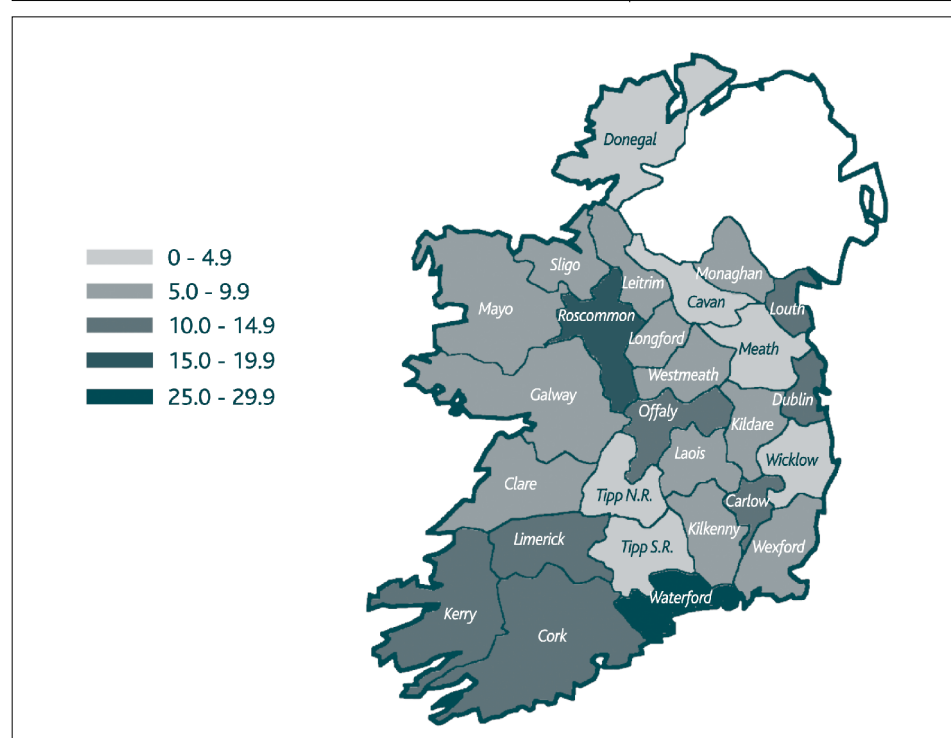 0 - 4.9
5.0 - 9.9
10.0 - 14.9
15.0 - 19.9
25.0 - 29.9
Donegal
Sligo
Leitrim
Monaghan
Cavan
Louth
Mayo
Roscommon
Longford
Meath
Westmeath
Galway
Offaly
Dublin
Kildare
Laois
Wicklow
Clare
Tipp N.R.
Carlow
Limerick
Tipp S.R.
Kilkenny
Wexford
Waterford
Kerry
Cork